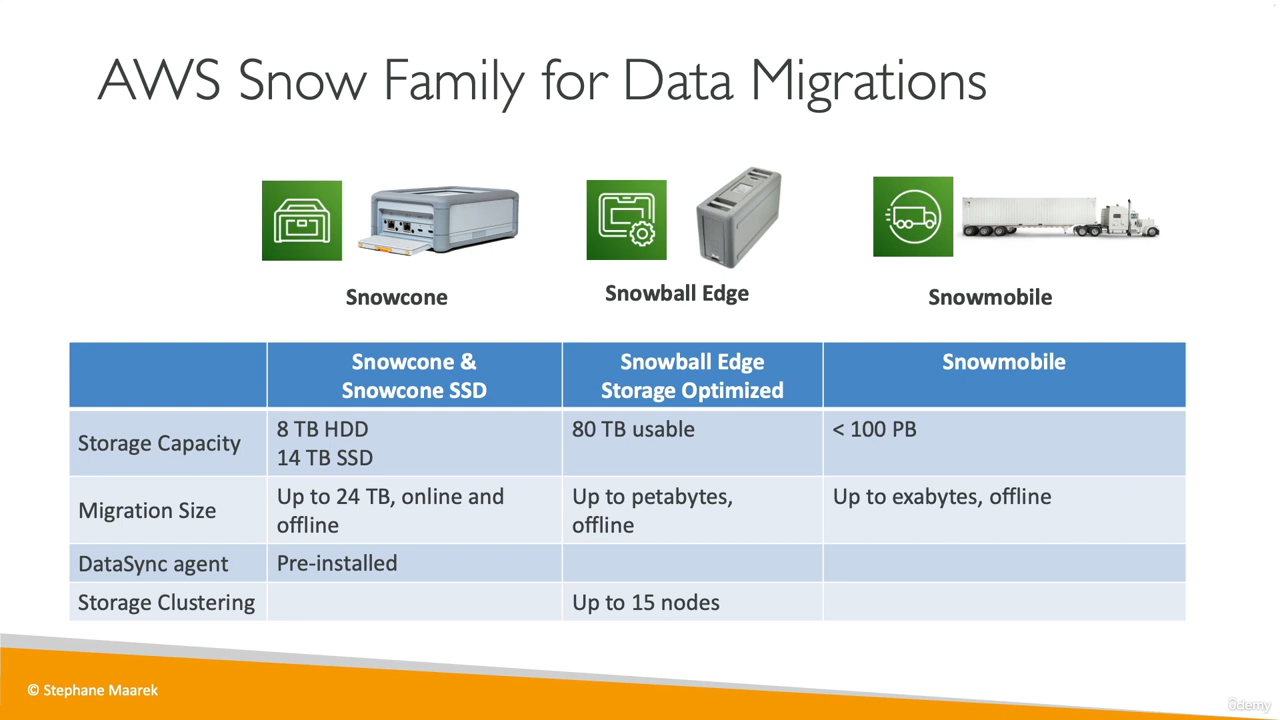 AWS Snow Family for Data Migrations
Snowcone
Snowball Edge
Snowmobile
Snowcone &
Snowcone SSD
Snowball Edge
Storage Optimized
Snowmobile
Storage Capacity
8 TB HDD
14 TB SSD
80 TB usable
< 100 PB
Migration Size
Up to 24 TB, online and
offline
Up to petabytes,
offline
Up to exabytes, offline
DataSync agent
Pre-installed
Storage Clustering
Up to 15 nodes
© Stephane Maarek
ûdemy